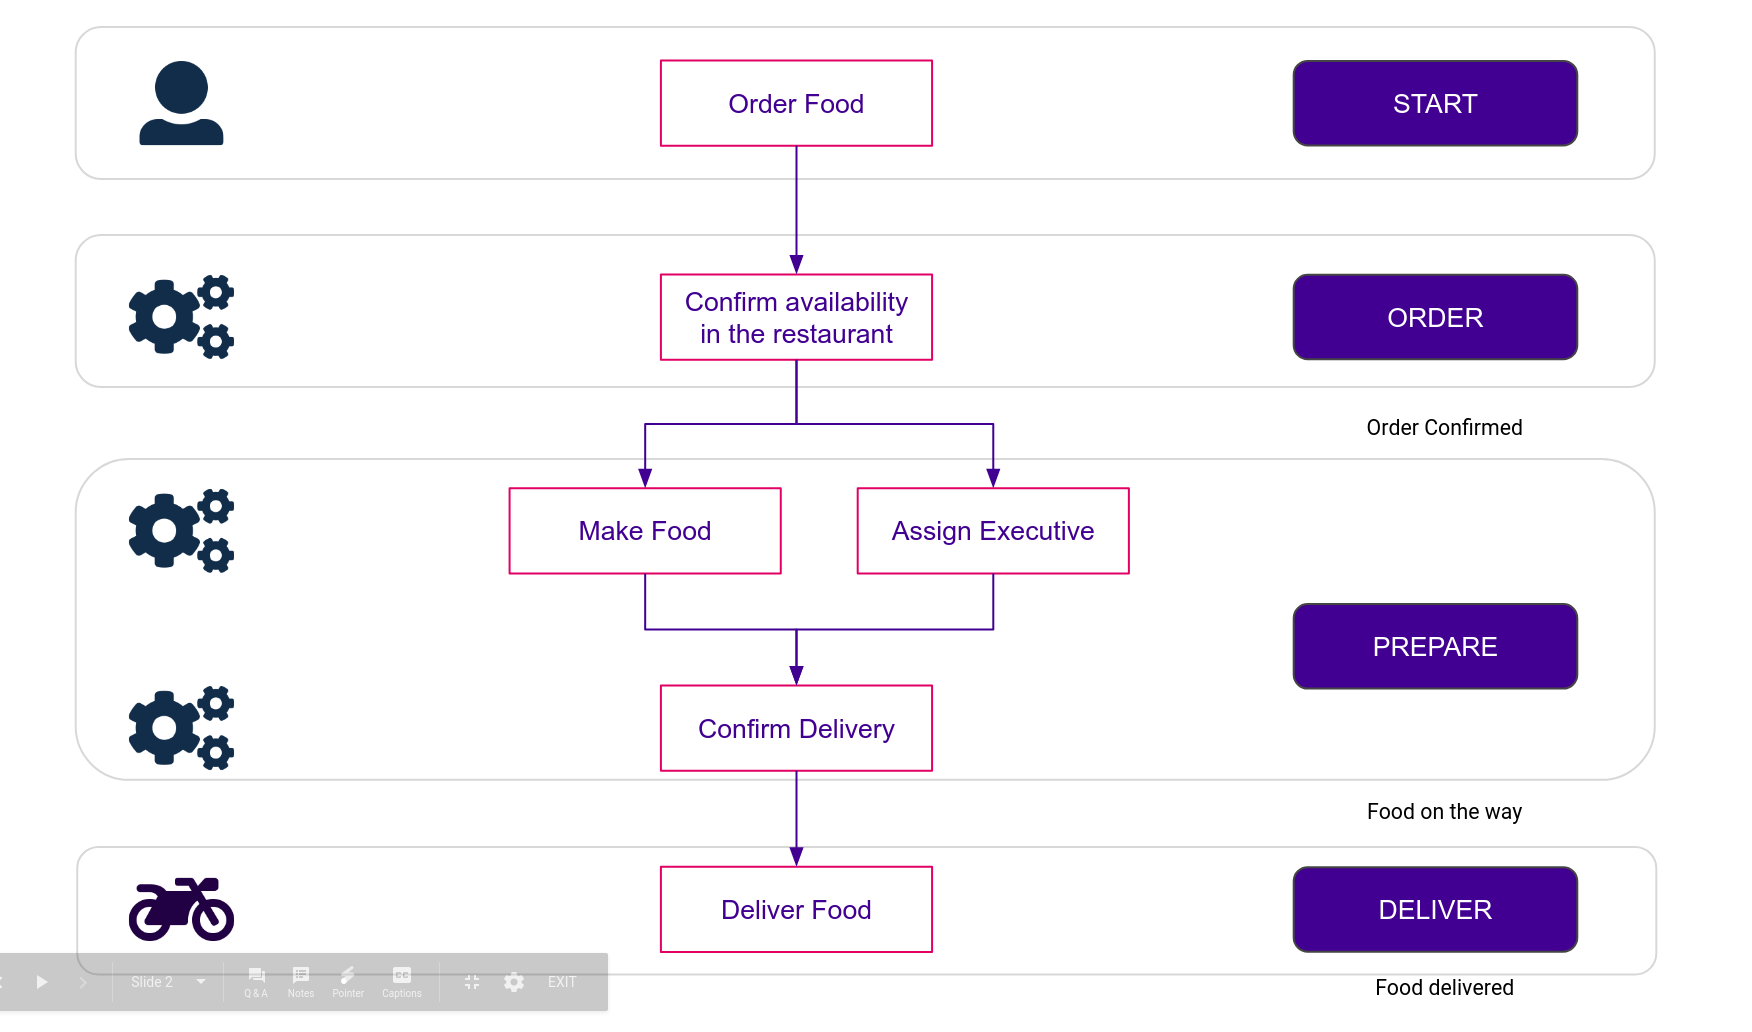 Order Food
START
Confirm availability
in the restaurant
ORDER
Order Confirmed
Make Food
Assign Executive
PREPARE
Confirm Delivery
Food on the way
Deliver Food
DELIVER
Slide 2
Q & A
Notes
Pointer
CC
Captions
EXIT
Food delivered